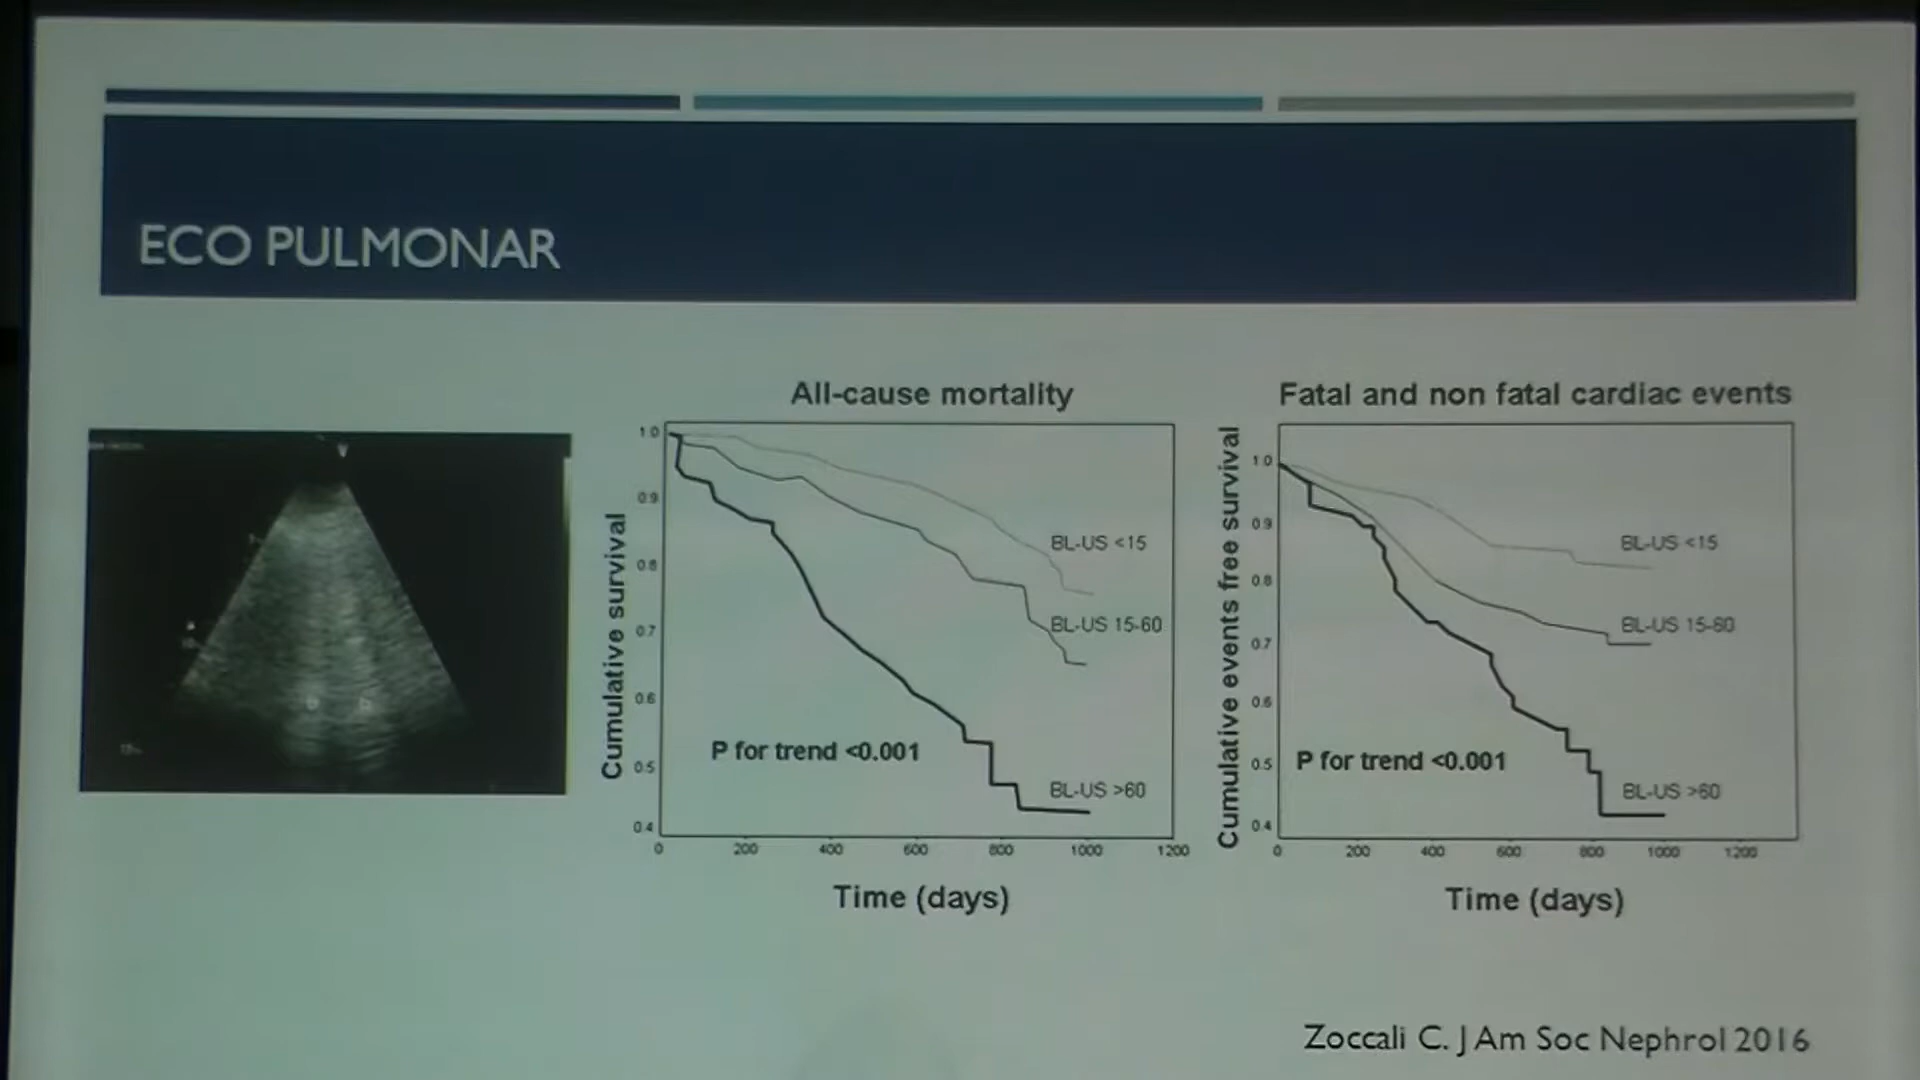 ECO PULMONAR
All-cause mortality
Cumulative survival
1.0
0.9
0.8
0.7
0.6
0.5
0.4
BL-US <15
BL-US 15-60
P for trend <0.001
BL-US >60
0 200 400 600 800 1000 1200
Time (days)
Fatal and non fatal cardiac events
Cumulative events free survival
1.0
0.9
0.8
0.7
0.6
0.5
0.4
BL-US <15
BL-US 15-60
P for trend <0.001
BL-US >60
0 200 400 600 800 1000 1200
Time (days)
Zoccali C. J Am Soc Nephrol 2016